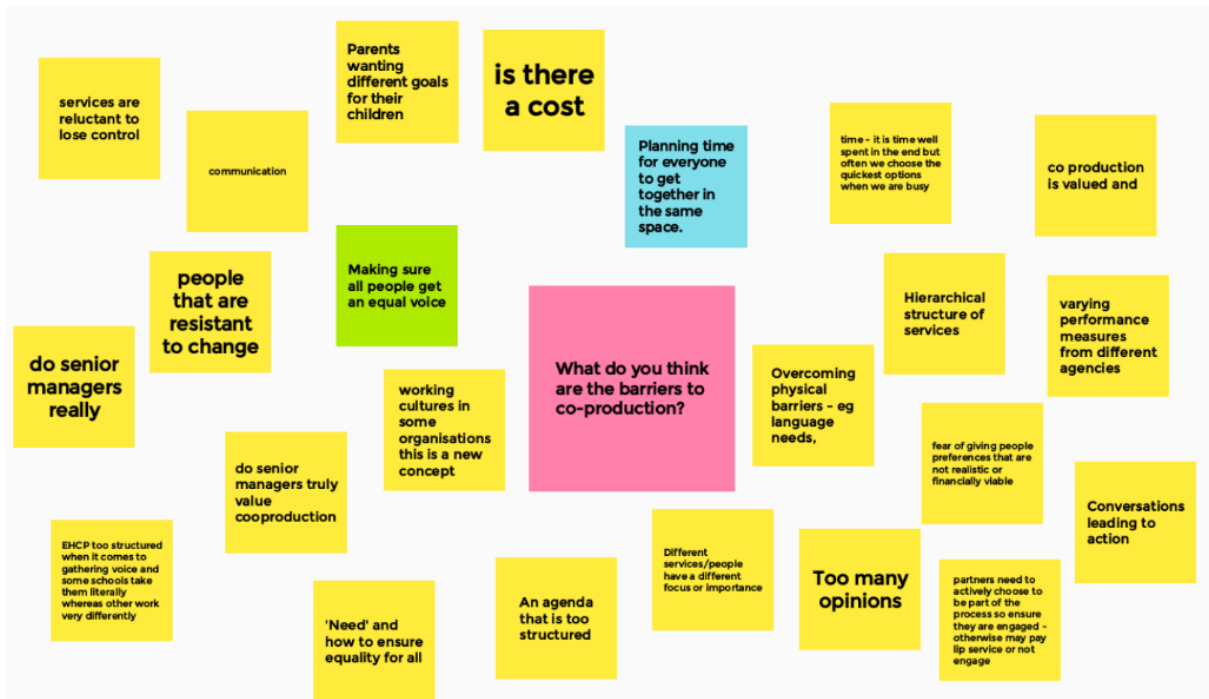 services are
reluctant to
lose control
communication
Parents
wanting
different goals
for their
children
is there
a cost
Planning time
for everyone
to get
together in
the same
space.
time - it is time well
spent in the end but
often we choose the
quickest options
when we are busy
co production
is valued and
people
that are
resistant
to change
Making sure
all people get
an equal voice
What do you think
are the barriers to
co-production?
Hierarchical
structure of
services
varying
performance
measures
from different
agencies
do senior
managers
really
working
cultures in
some
organisations
this is a new
concept
Overcoming
physical
barriers - eg
language
needs,
do senior
managers truly
value
cooproduction
fear of giving people
preferences that are
not realistic or
financially viable
Conversations
leading to
action
EHCP too structured
when it comes to
gathering voice and
some schools take
them literally
whereas other work
very differently
'Need' and
how to ensure
equality for all
An agenda
that is too
structured
Different
services/people
have a different
focus or importance
Too many
opinions
partners need to
actively choose to
be part of the
process so ensure
they are engaged -
otherwise may pay
lip service or not
engage